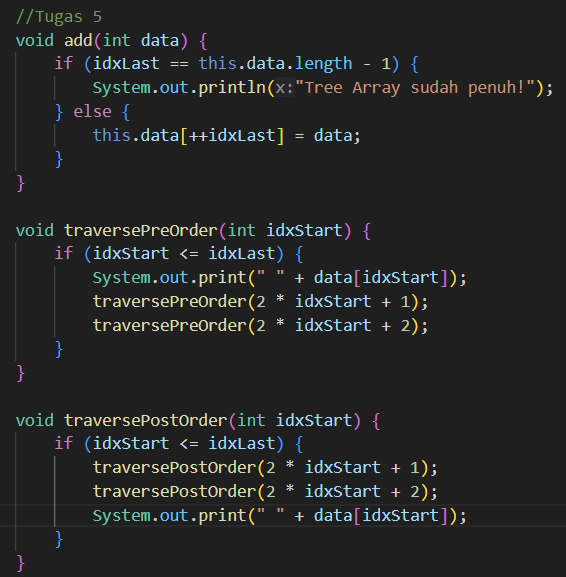 //Tugas 5
void add(int data) {
    if (idxLast == this.data.length - 1) {
        System.out.println(x:"Tree Array sudah penuh!");
    } else {
        this.data[++idxLast] = data;
    }
}

void traversePreOrder(int idxStart) {
    if (idxStart <= idxLast) {
        System.out.print(" " + data[idxStart]);
        traversePreOrder(2 * idxStart + 1);
        traversePreOrder(2 * idxStart + 2);
    }
}

void traversePostOrder(int idxStart) {
    if (idxStart <= idxLast) {
        traversePostOrder(2 * idxStart + 1);
        traversePostOrder(2 * idxStart + 2);
        System.out.print(" " + data[idxStart]);
    }
}